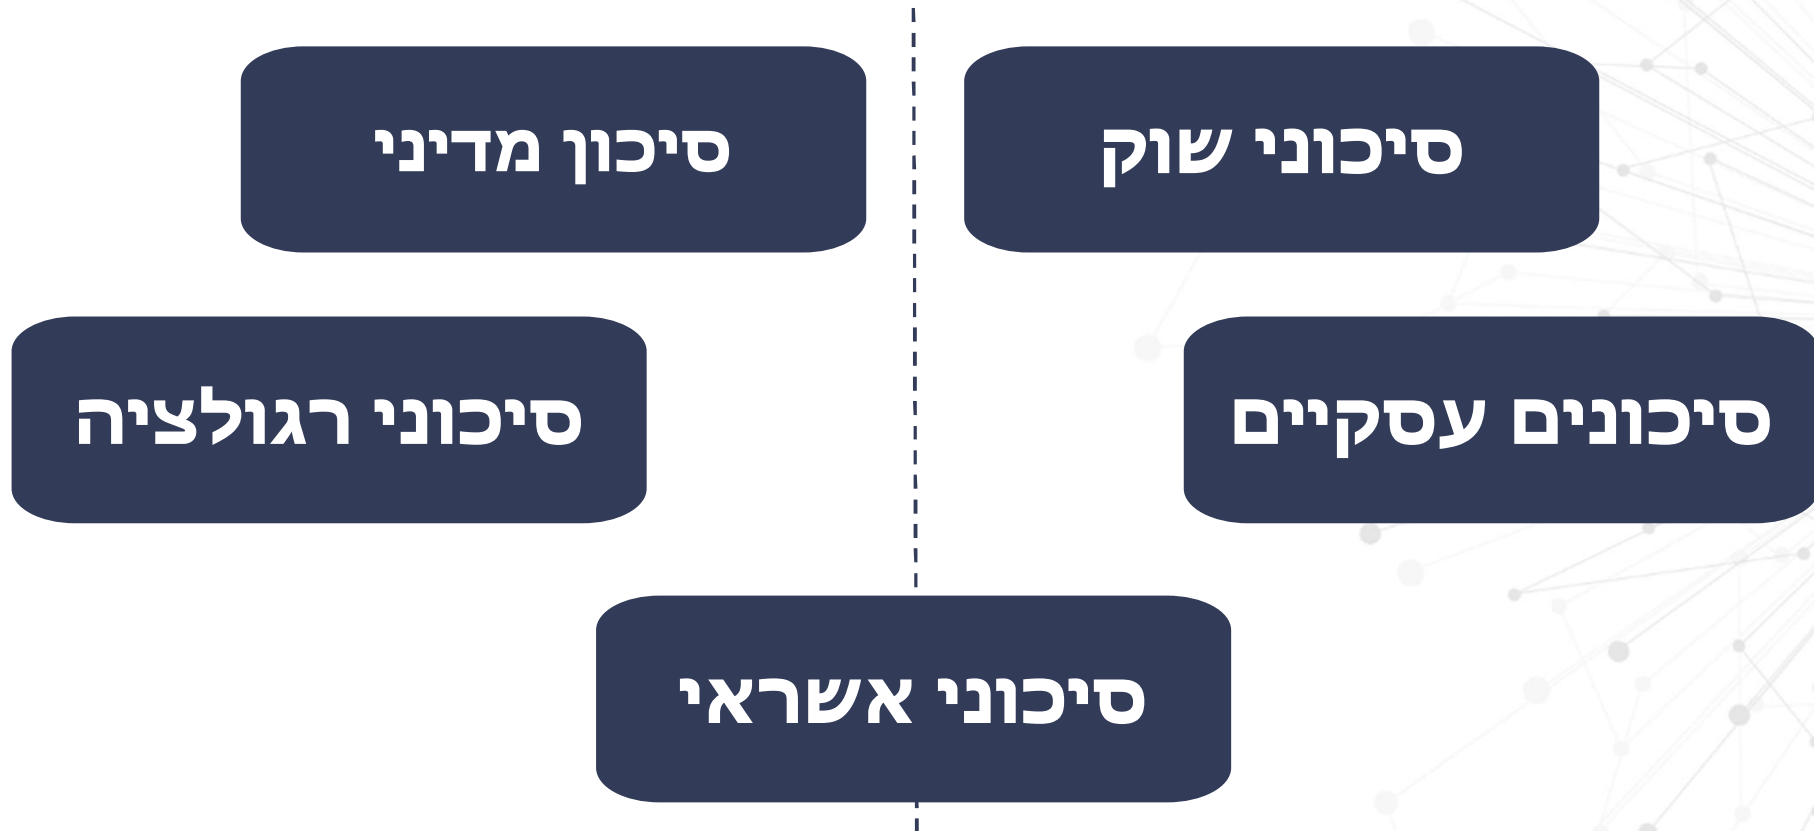 סיכוני שוק
סיכון מדיני
סיכונים עסקיים
סיכוני רגולציה
סיכוני אשראי